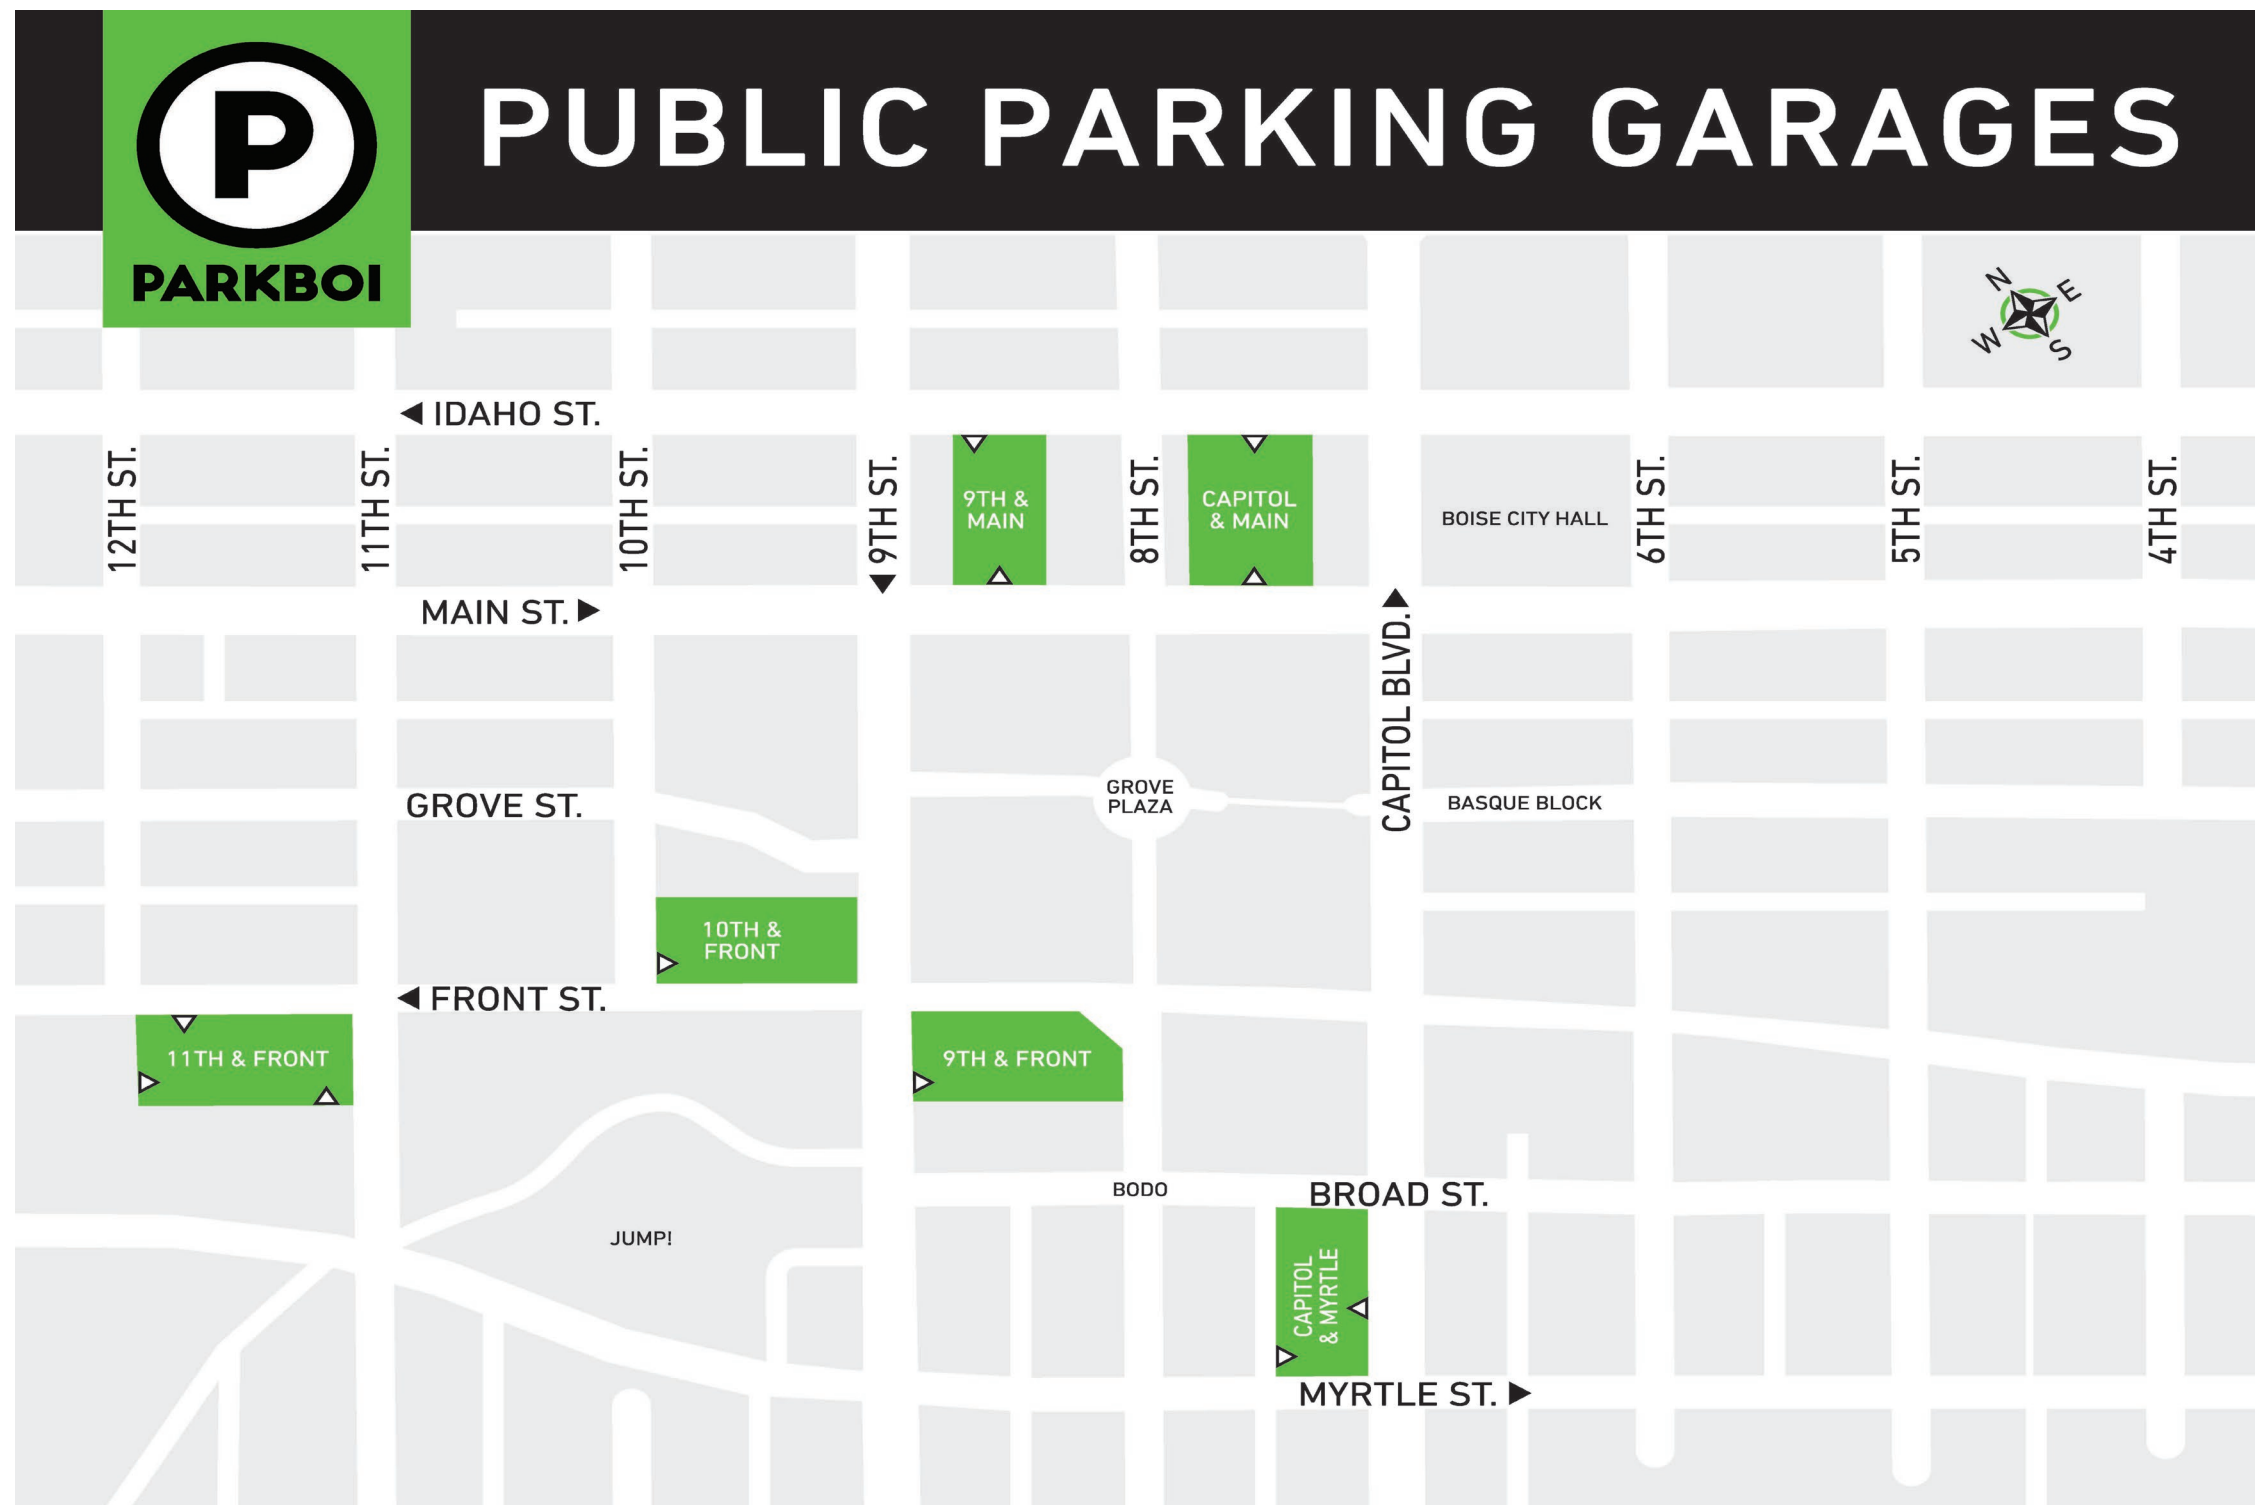 P
PARKBOI
PUBLIC PARKING GARAGES
N
E
W
S
IDAHO ST.
12TH ST.
11TH ST.
10TH ST.
9TH ST.
9TH &
MAIN
8TH ST.
CAPITOL
& MAIN
BOISE CITY HALL
6TH ST.
5TH ST.
4TH ST.
MAIN ST.
CAPITOL BLVD.
GROVE ST.
GROVE
PLAZA
BASQUE BLOCK
10TH &
FRONT
FRONT ST.
11TH & FRONT
9TH & FRONT
BODO
BROAD ST.
JUMP!
CAPITOL
& MYRTLE
MYRTLE ST.